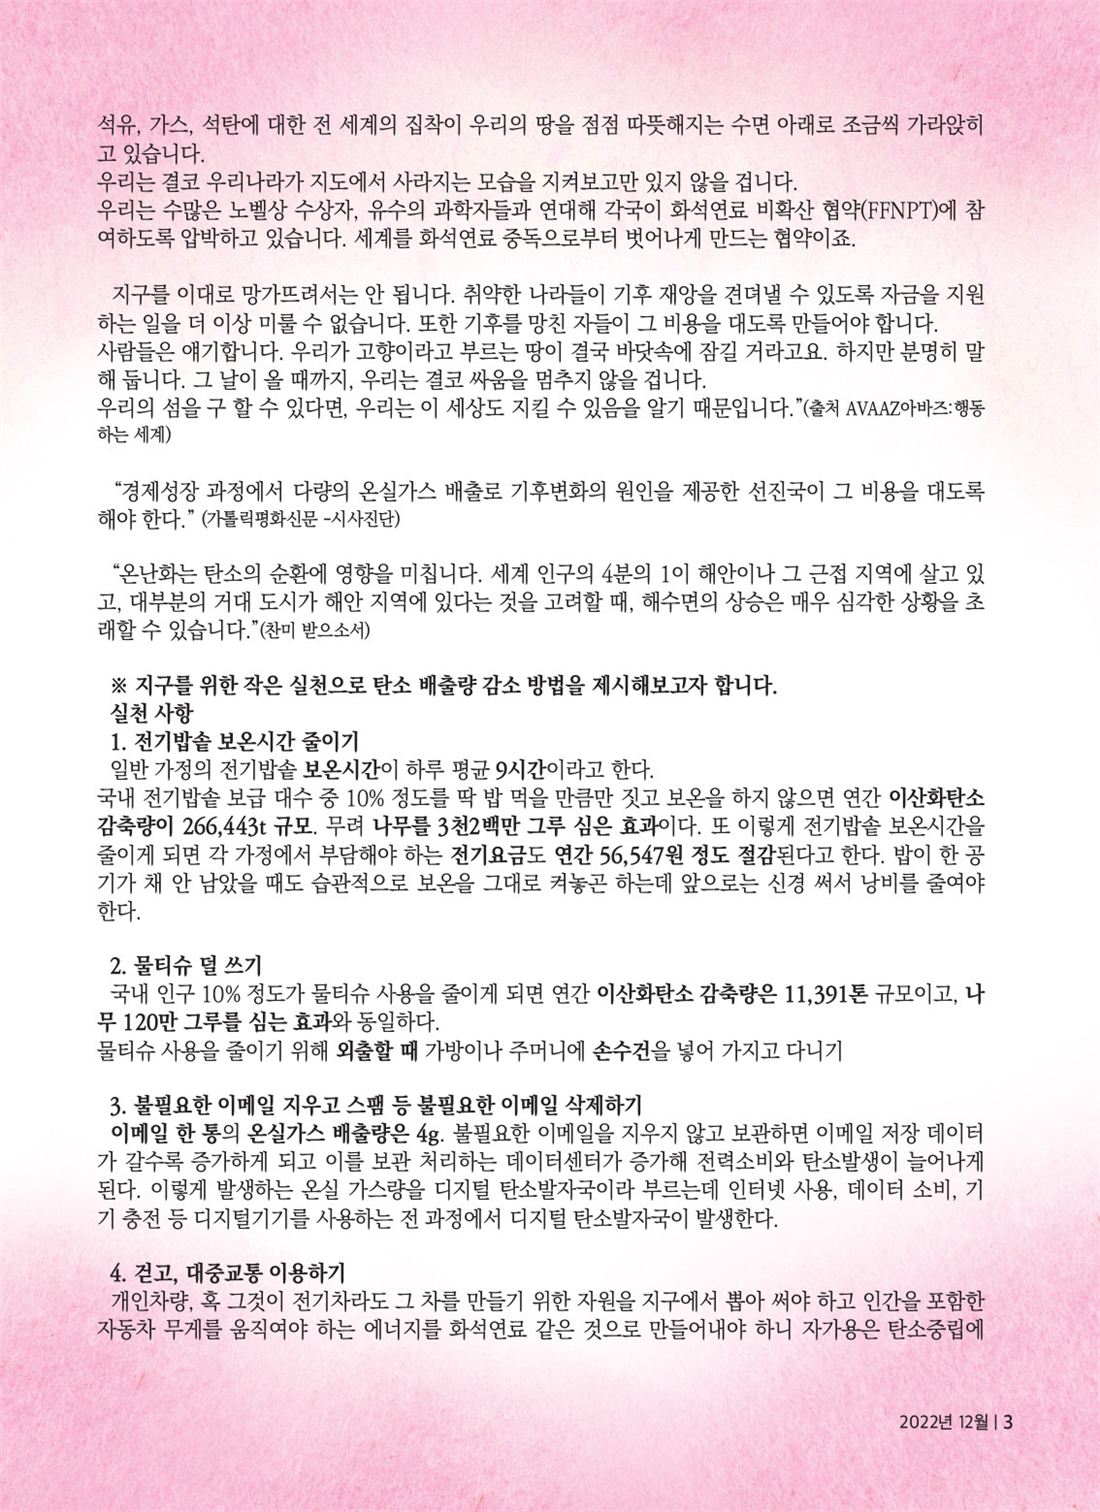 석유, 가스, 석탄에 대한 전 세계의 집착이 우리의 땅을 점점 따뜻해지는 수면 아래로 조금씩 가라앉히
고 있습니다.
우리는 결코 우리나라가 지도에서 사라지는 모습을 지켜보고만 있지 않을 겁니다.
우리는 수많은 노벨상 수상자, 유수의 과학자들과 연대해 각국이 화석연료 비확산 협약(FFNPT)에 참
여하도록 압박하고 있습니다. 세계를 화석연료 중독으로부터 벗어나게 만드는 협약이죠.
지구를 이대로 망가뜨려서는 안 됩니다. 취약한 나라들이 기후 재앙을 견뎌낼 수 있도록 자금을 지원
하는 일을 더 이상 미룰 수 없습니다. 또한 기후를 망친 자들이 그 비용을 대도록 만들어야 합니다.
사람들은 얘기합니다. 우리가 고향이라고 부르는 땅이 결국 바닷속에 잠길 거라고요. 하지만 분명히 말
해 둡니다. 그 날이 올 때까지, 우리는 결코 싸움을 멈추지 않을 겁니다.
우리의 섬을 구 할 수 있다면, 우리는 이 세상도 지킬 수 있음을 알기 때문입니다.”(출처 AVAAZ아바즈:행동
하는 세계)
“경제성장 과정에서 다량의 온실가스 배출로 기후변화의 원인을 제공한 선진국이 그 비용을 대도록
해야 한다.” (가톨릭평화신문 -시사진단)
“온난화는 탄소의 순환에 영향을 미칩니다. 세계 인구의 4분의 1이 해안이나 그 근접 지역에 살고 있
고, 대부분의 거대 도시가 해안 지역에 있다는 것을 고려할 때, 해수면의 상승은 매우 심각한 상황을 초
래할 수 있습니다.”(찬미 받으소서)
※ 지구를 위한 작은 실천으로 탄소 배출량 감소 방법을 제시해보고자 합니다.
실천 사항
1. 전기밥솥 보온시간 줄이기
일반 가정의 전기밥솥 보온시간이 하루 평균 9시간이라고 한다.
국내 전기밥솥 보급 대수 중 10% 정도를 딱 밥 먹을 만큼만 짓고 보온을 하지 않으면 연간 이산화탄소
감축량이 266,443t 규모. 무려 나무를 3천2백만 그루 심은 효과이다. 또 이렇게 전기밥솥 보온시간을
줄이게 되면 각 가정에서 부담해야 하는 전기요금도 연간 56,547원 정도 절감된다고 한다. 밥이 한 공
기가 채 안 남았을 때도 습관적으로 보온을 그대로 켜놓곤 하는데 앞으로는 신경 써서 낭비를 줄여야
한다.
2. 물티슈 덜 쓰기
국내 인구 10% 정도가 물티슈 사용을 줄이게 되면 연간 이산화탄소 감축량은 11,391톤 규모이고, 나
무 120만 그루를 심는 효과와 동일하다.
물티슈 사용을 줄이기 위해 외출할 때 가방이나 주머니에 손수건을 넣어 가지고 다니기
3. 불필요한 이메일 지우고 스팸 등 불필요한 이메일 삭제하기
이메일 한 통의 온실가스 배출량은 4g. 불필요한 이메일을 지우지 않고 보관하면 이메일 저장 데이터
가 갈수록 증가하게 되고 이를 보관 처리하는 데이터센터가 증가해 전력소비와 탄소발생이 늘어나게
된다. 이렇게 발생하는 온실 가스량을 디지털 탄소발자국이라 부르는데 인터넷 사용, 데이터 소비, 기
기 충전 등 디지털기기를 사용하는 전 과정에서 디지털 탄소발자국이 발생한다.
4. 걷고, 대중교통 이용하기
개인차량, 혹 그것이 전기차라도 그 차를 만들기 위한 자원을 지구에서 뽑아 써야 하고 인간을 포함한
자동차 무게를 움직여야 하는 에너지를 화석연료 같은 것으로 만들어내야 하니 자가용은 탄소중립에
2022년 12월 | 3